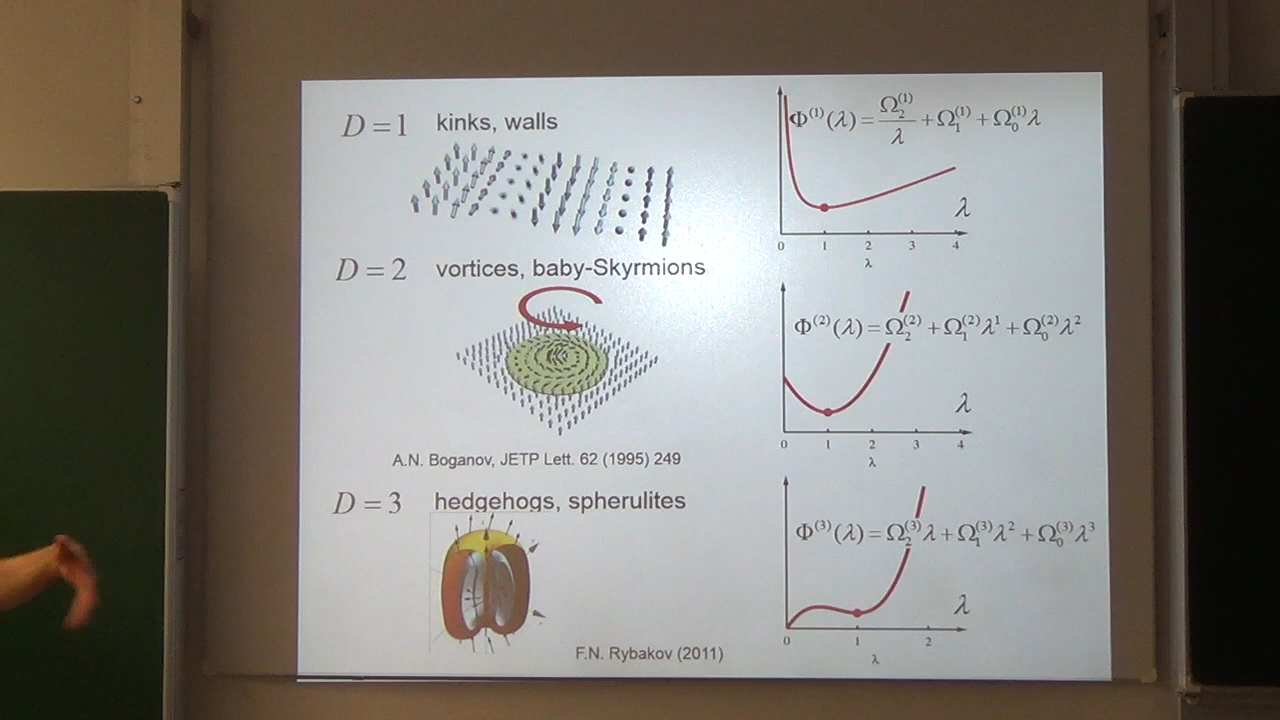 D = 1 kinks, walls
Φ⁽¹⁾(λ) = Ω₂⁽¹⁾/λ + Ω₁⁽¹⁾ + Ω₀⁽¹⁾λ
λ
0 1 2 3 4
λ
D = 2 vortices, baby-Skyrmions
Φ⁽²⁾(λ) = Ω₂⁽²⁾ + Ω₁⁽²⁾λ¹ + Ω₀⁽²⁾λ²
λ
0 1 2 3 4
λ
A.N. Boganov, JETP Lett. 62 (1995) 249
D = 3 hedgehogs, spherulites
Φ⁽³⁾(λ) = Ω₂⁽³⁾λ + Ω₁⁽³⁾λ² + Ω₀⁽³⁾λ³
λ
0 1 2
λ
F.N. Rybakov (2011)